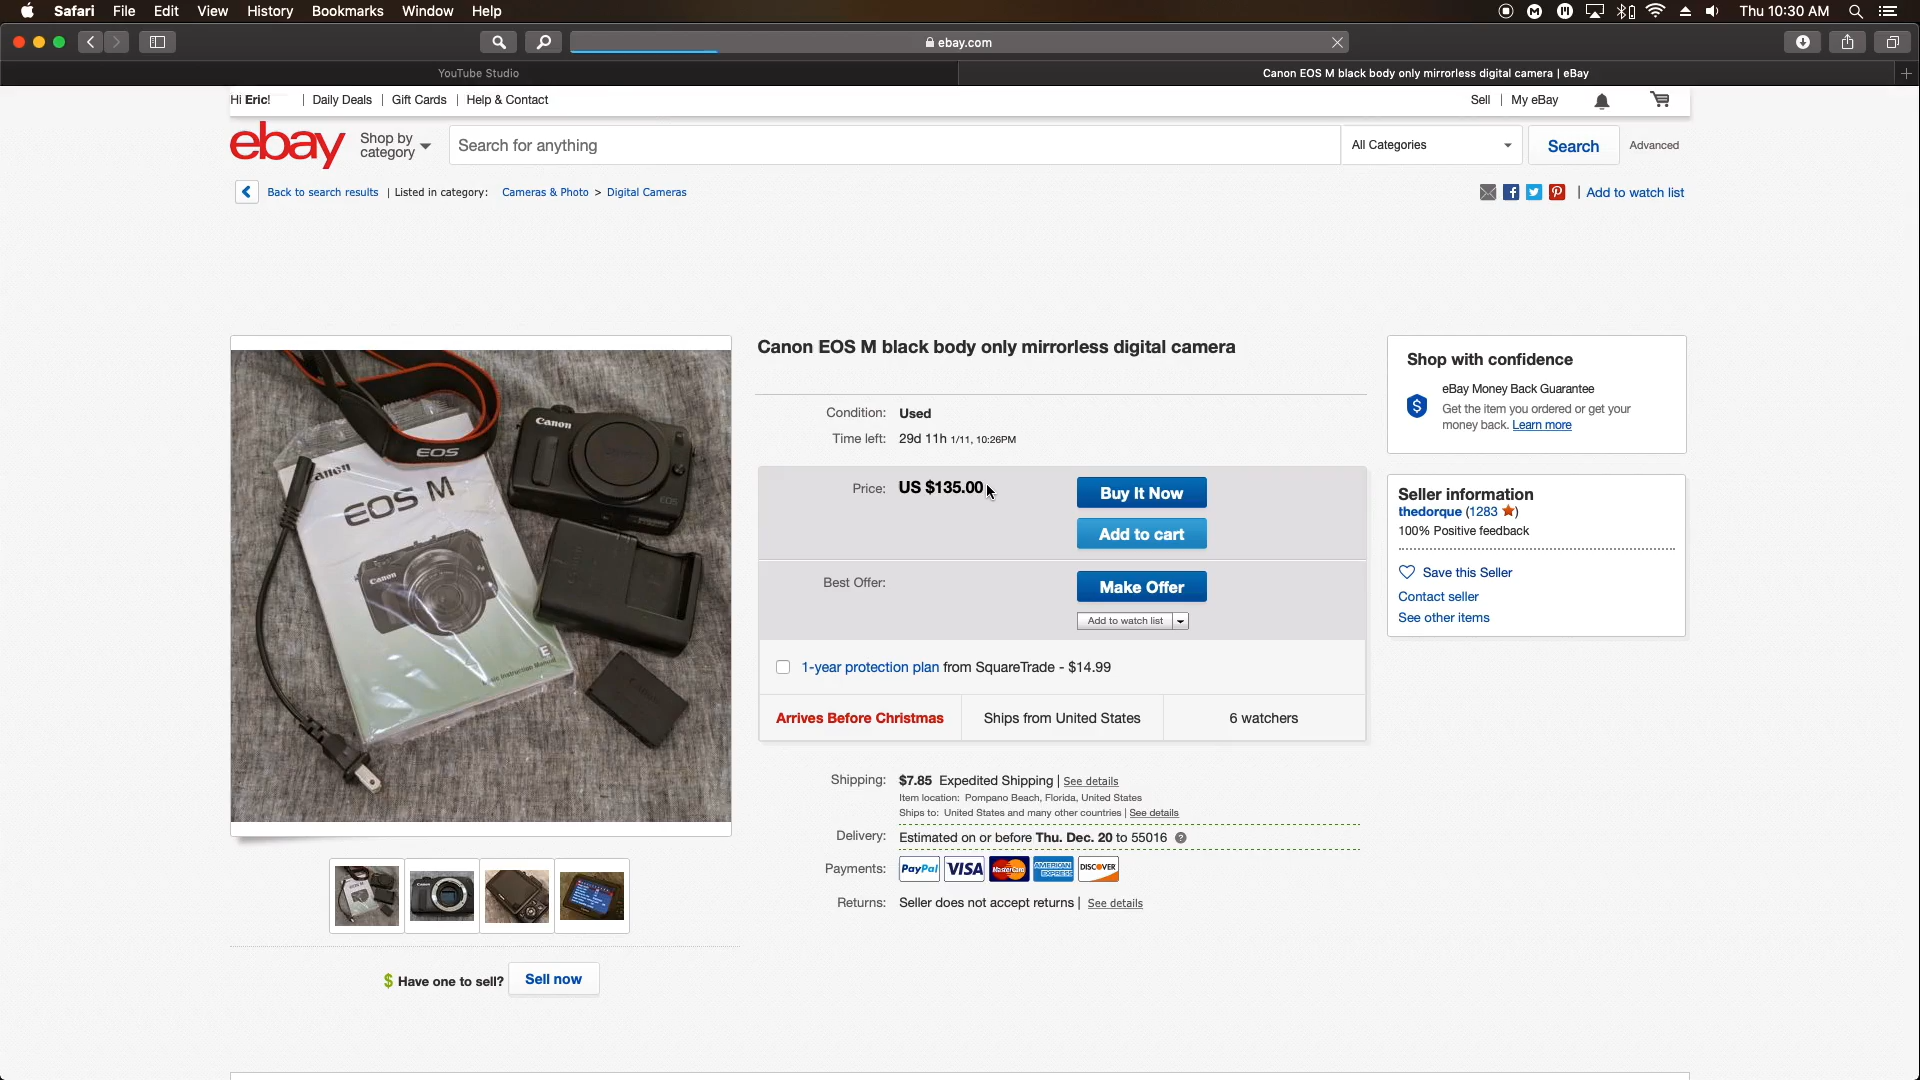 Safari File Edit View History Bookmarks Window Help Thu 10:30 AM
ebay.com
YouTube Studio Canon EOS M black body only mirrorless digital camera | eBay
Hi Eric! | Daily Deals | Gift Cards | Help & Contact Sell | My eBay
ebay Shop by category Search for anything All Categories Search Advanced
Back to search results | Listed in category: Cameras & Photo > Digital Cameras | Add to watch list
Canon EOS M black body only mirrorless digital camera
Condition: Used
Time left: 29d 11h 1/11, 10:26PM
Price: US $135.00 Buy It Now
Add to cart
Best Offer: Make Offer
Add to watch list
1-year protection plan from SquareTrade - $14.99
Arrives Before Christmas Ships from United States 6 watchers
Shipping: $7.85 Expedited Shipping | See details
Item location: Pompano Beach, Florida, United States
Ships to: United States and many other countries | See details
Delivery: Estimated on or before Thu. Dec. 20 to 55016
Payments: PayPal VISA MasterCard AMERICAN EXPRESS DISCOVER
Returns: Seller does not accept returns | See details
Shop with confidence
eBay Money Back Guarantee
Get the item you ordered or get your
money back. Learn more
Seller information
thedorque (1283)
100% Positive feedback
Save this Seller
Contact seller
See other items
Canon
EOS
Canon
EOS M
Canon
EOS
E
$ Have one to sell? Sell now